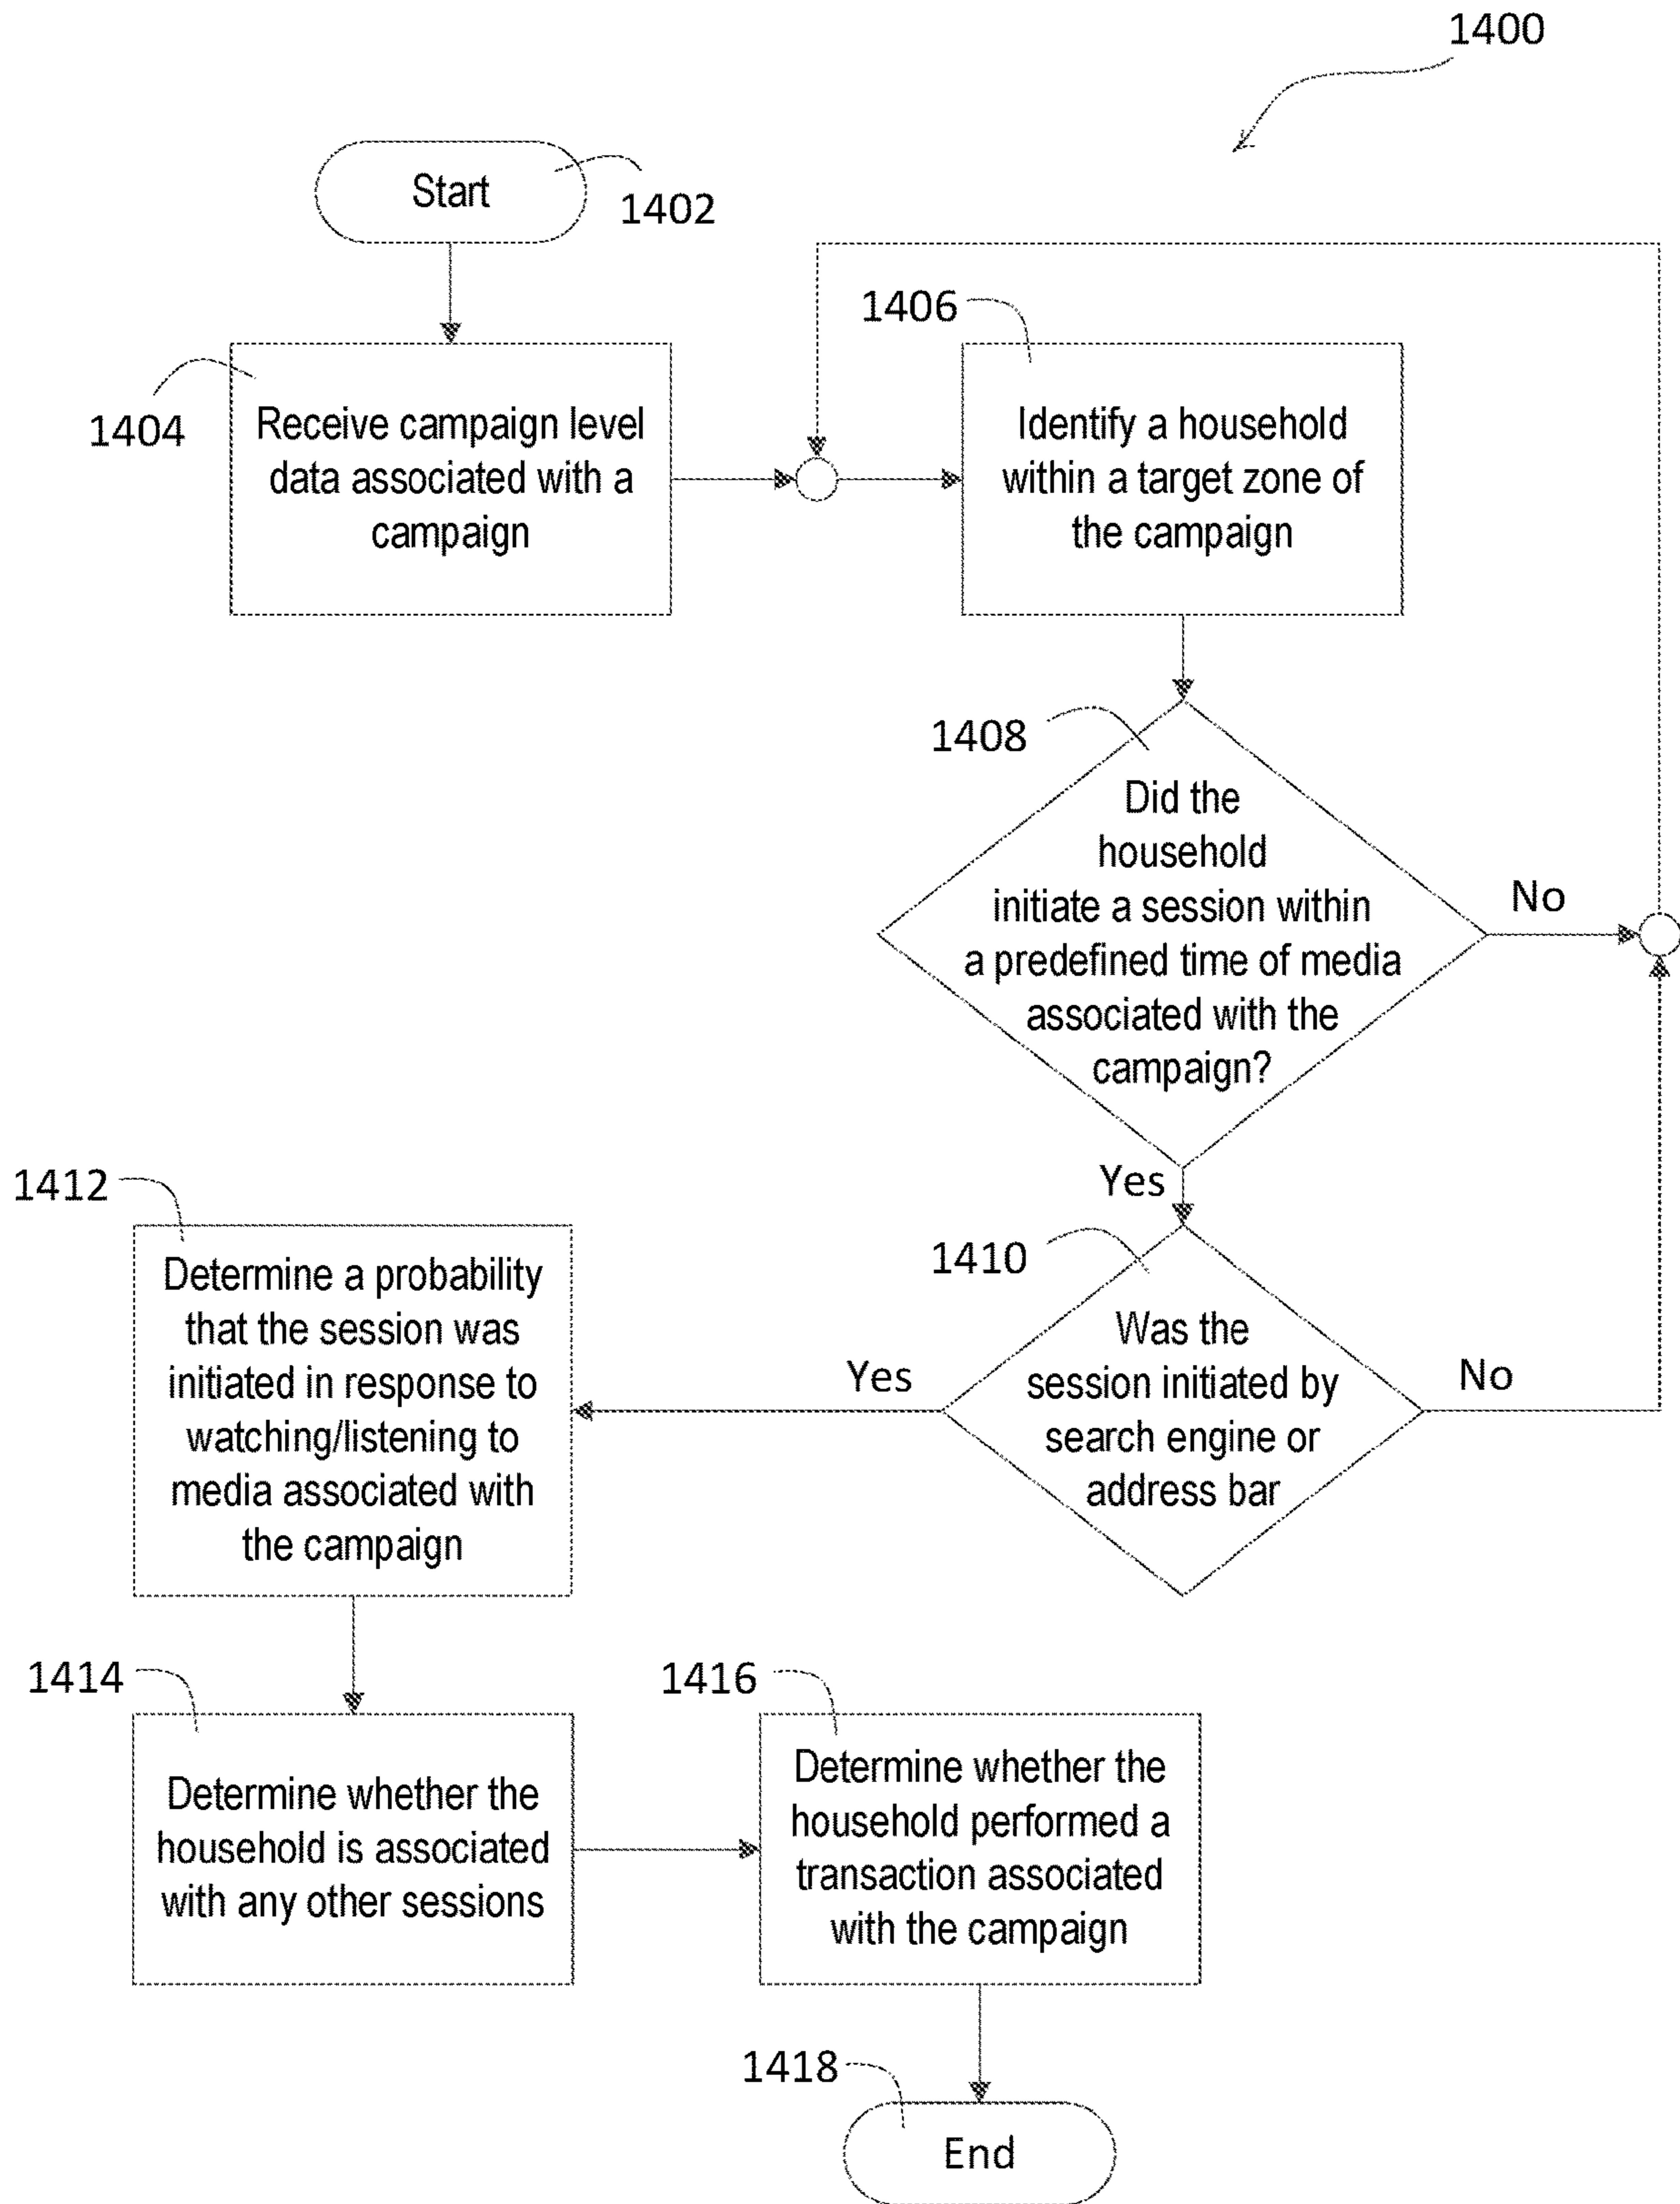 1400
Start
1402
1406
1404
Receive campaign level
data associated with a
campaign
Identify a household
within a target zone of
the campaign
1408
Did the
household
initiate a session within
a predefined time of media
associated with the
campaign?
No
Yes
1412
1410
Determine a probability
that the session was
initiated in response to
watching/listening to
media associated with
the campaign
Yes
Was the
session initiated by
search engine or
address bar
No
1414
1416
Determine whether the
household is associated
with any other sessions
Determine whether the
household performed a
transaction associated
with the campaign
1418
End